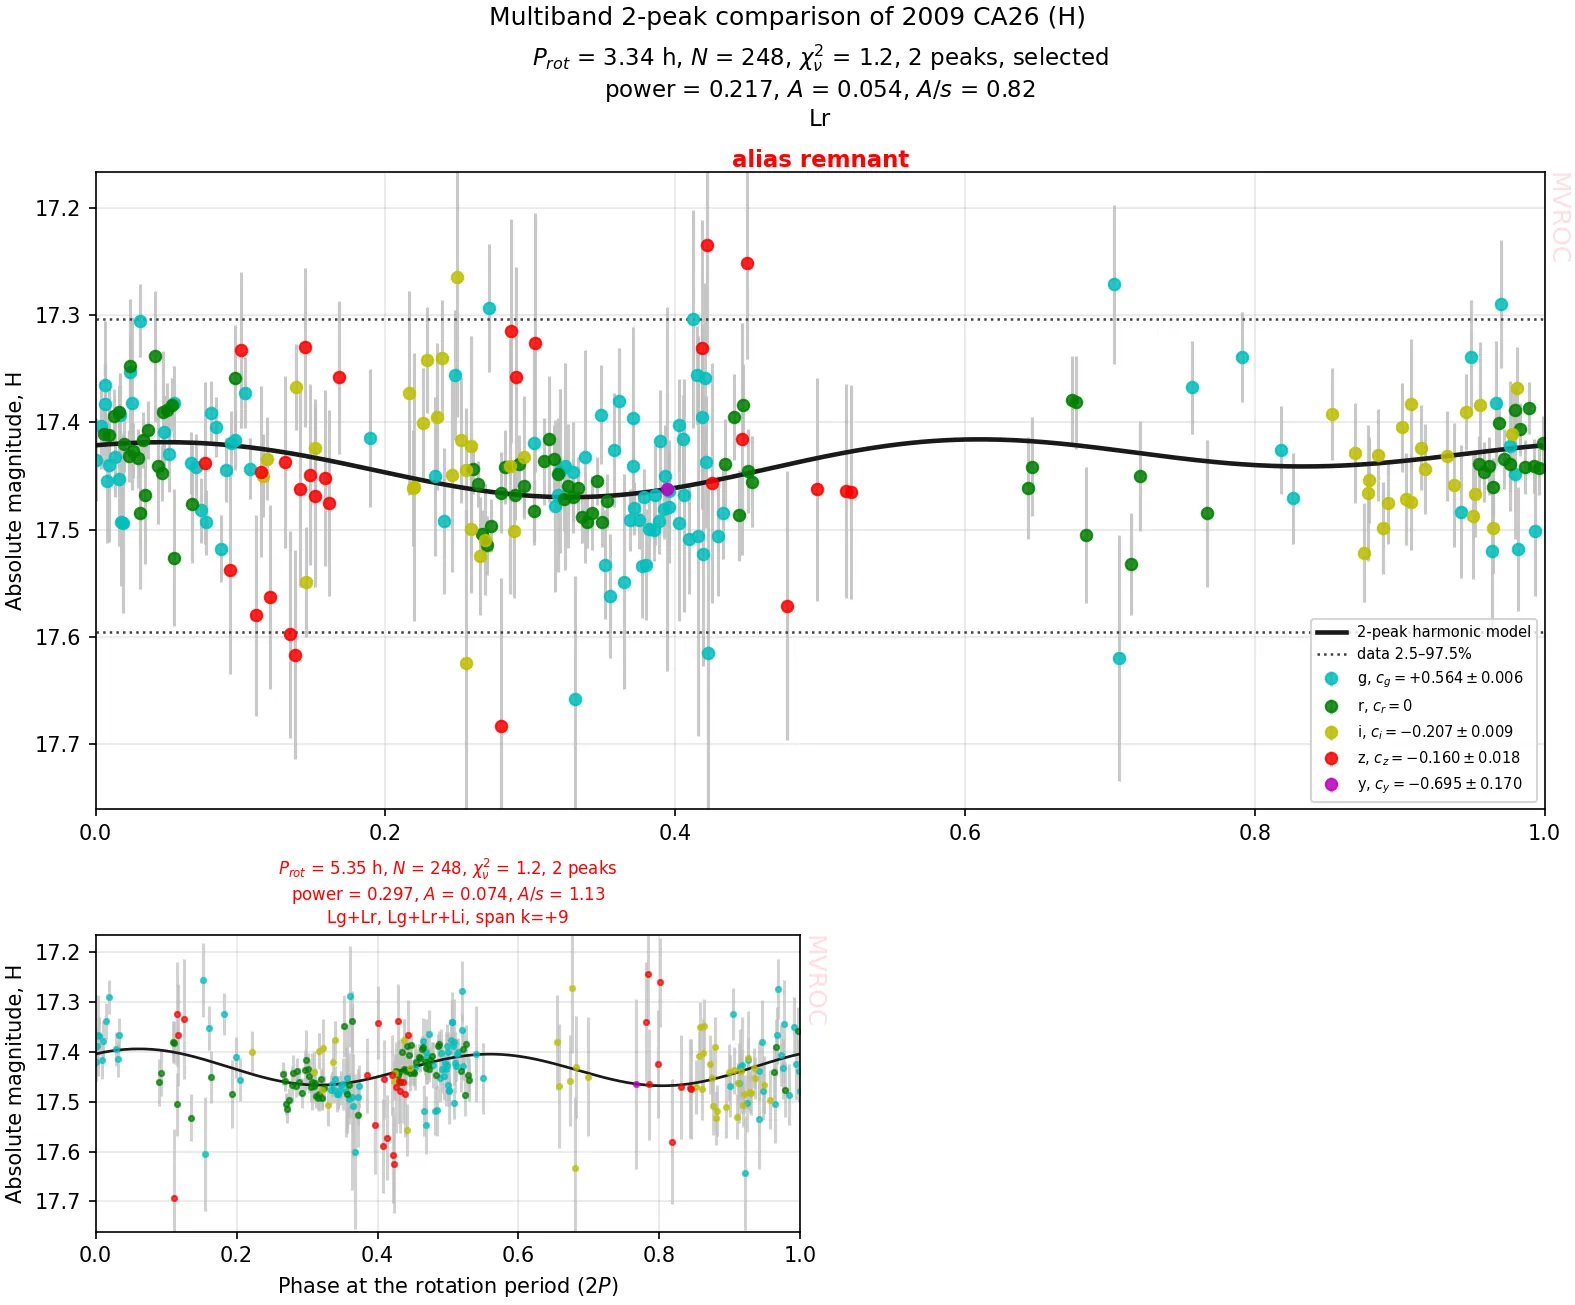 Multiband 2-peak comparison of 2009 CA26 (H)
P_rot = 3.34 h, N = 248, χ²_ν = 1.2, 2 peaks, selected
power = 0.217, A = 0.054, A/s = 0.82
Lr
alias remnant
MVROC
Absolute magnitude, H
17.2
17.3
17.4
17.5
17.6
17.7
2-peak harmonic model
data 2.5–97.5%
g, c_g = +0.564 ± 0.006
r, c_r = 0
i, c_i = −0.207 ± 0.009
z, c_z = −0.160 ± 0.018
y, c_y = −0.695 ± 0.170
0.0 0.2 0.4 0.6 0.8 1.0
P_rot = 5.35 h, N = 248, χ²_ν = 1.2, 2 peaks
power = 0.297, A = 0.074, A/s = 1.13
Lg+Lr, Lg+Lr+Li, span k=+9
MVROC
Absolute magnitude, H
17.2
17.3
17.4
17.5
17.6
17.7
0.0 0.2 0.4 0.6 0.8 1.0
Phase at the rotation period (2P)